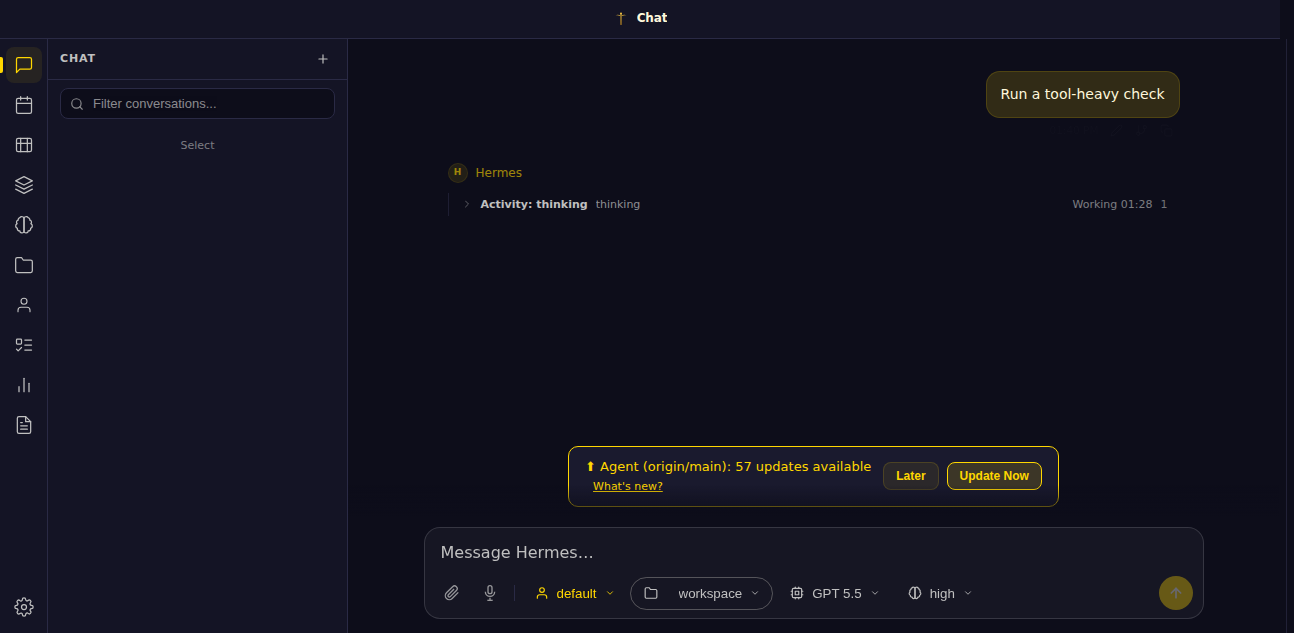 Chat
CHAT
Filter conversations...
Select
Run a tool-heavy check
H Hermes
Activity: thinking thinking Working 01:28 1
⬆ Agent (origin/main): 57 updates available
What's new?
Later Update Now
Message Hermes...
default workspace GPT 5.5 high